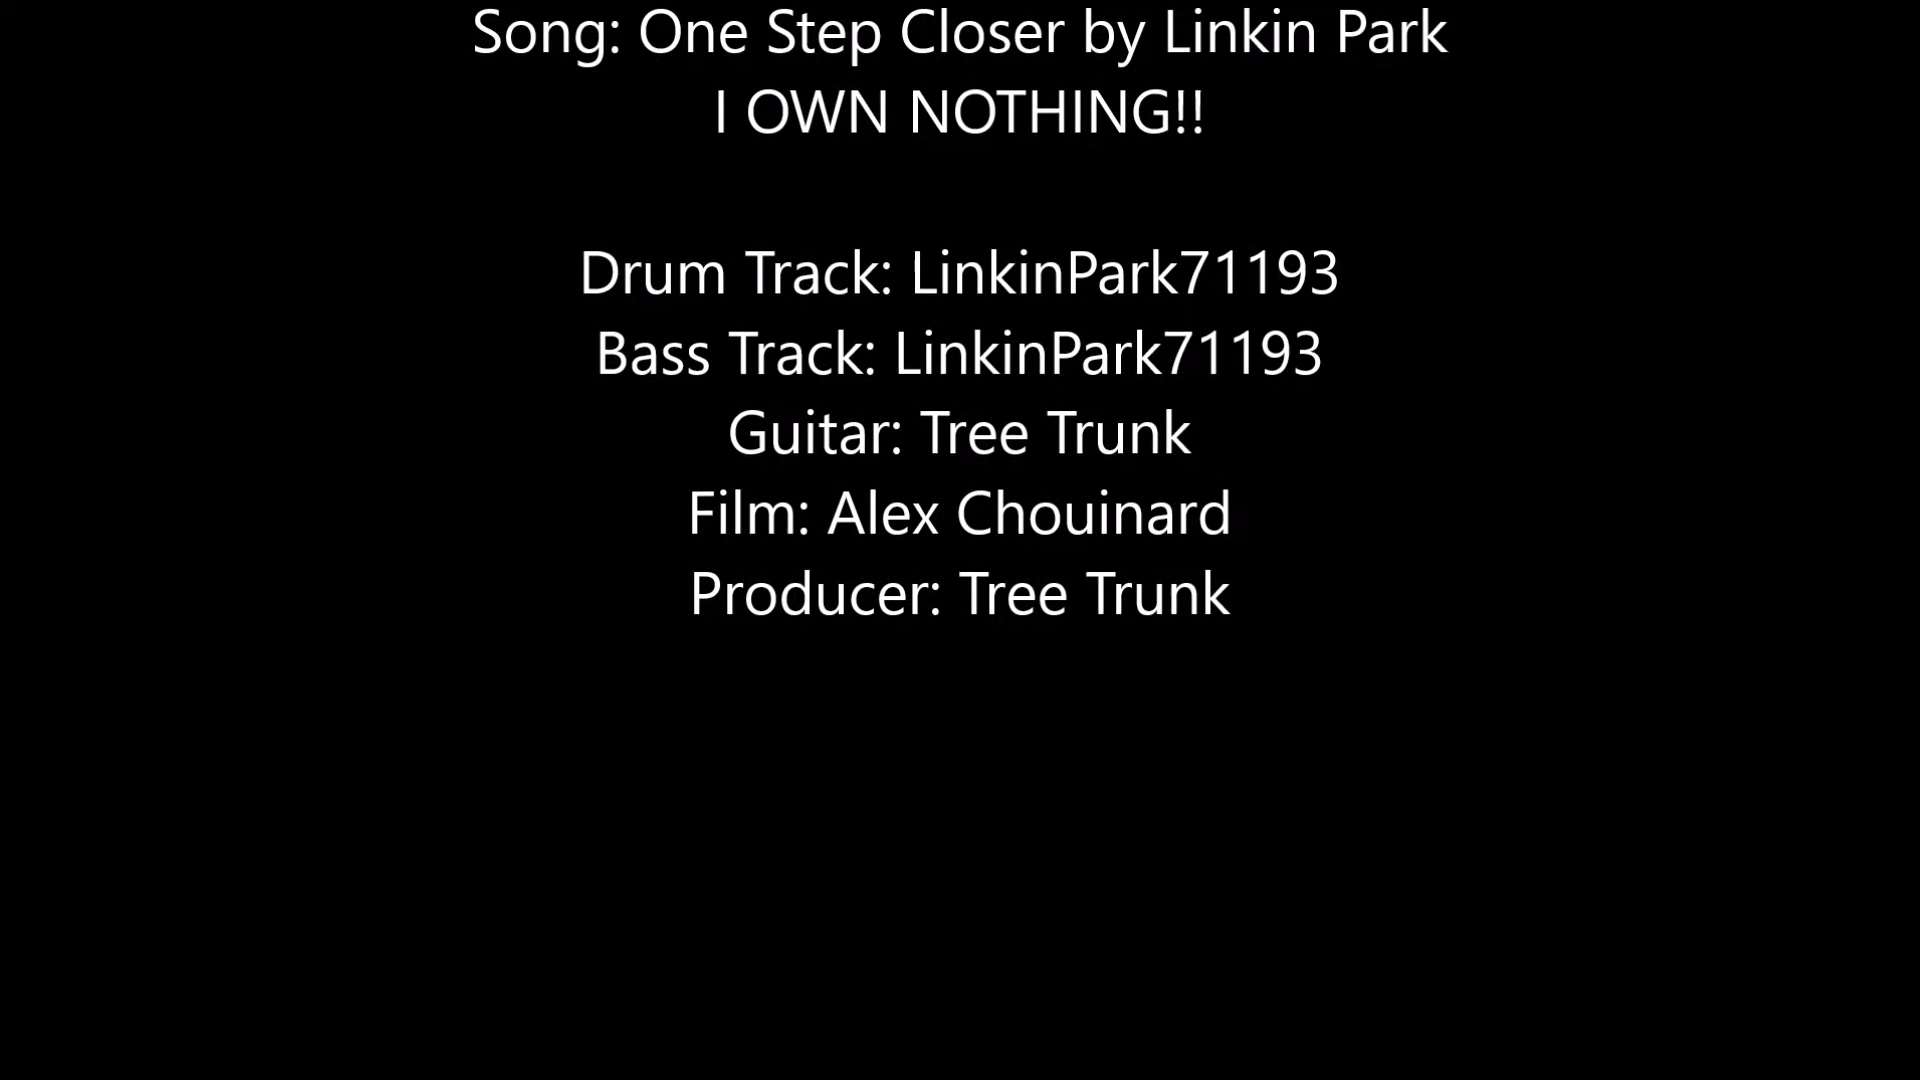 Song: One Step Closer by Linkin Park
I OWN NOTHING!!
Drum Track: LinkinPark71193
Bass Track: LinkinPark71193
Guitar: Tree Trunk
Film: Alex Chouinard
Producer: Tree Trunk